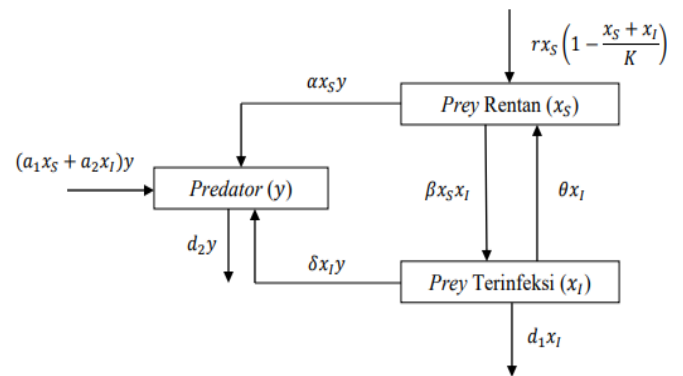 rx_S(1 - \frac{x_S + x_I}{K})
αx_Sy
Prey Rentan (x_S)
(a_1x_S + a_2x_I)y
Predator (y)
βx_Sx_I
θx_I
d_2y
δx_Iy
Prey Terinfeksi (x_I)
d_1x_I